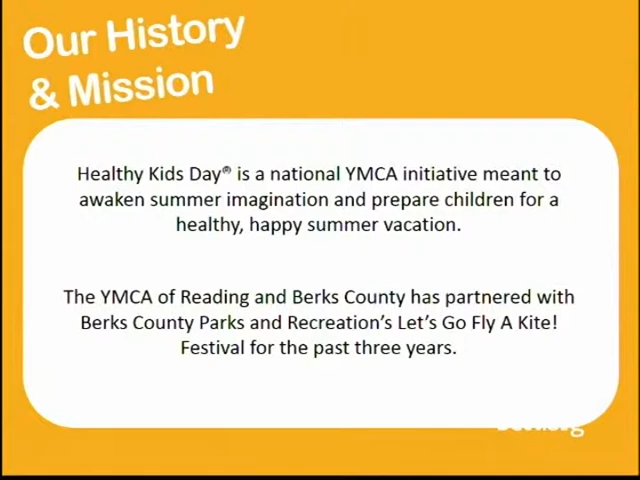 Our History
& Mission
Healthy Kids Day® is a national YMCA initiative meant to
awaken summer imagination and prepare children for a
healthy, happy summer vacation.
The YMCA of Reading and Berks County has partnered with
Berks County Parks and Recreation's Let's Go Fly A Kite!
Festival for the past three years.